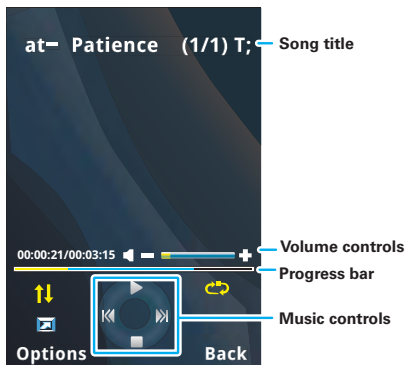 at– Patience (1/1) T;
Song title
00:00:21/00:03:15
Volume controls
Progress bar
Music controls
Options
Back